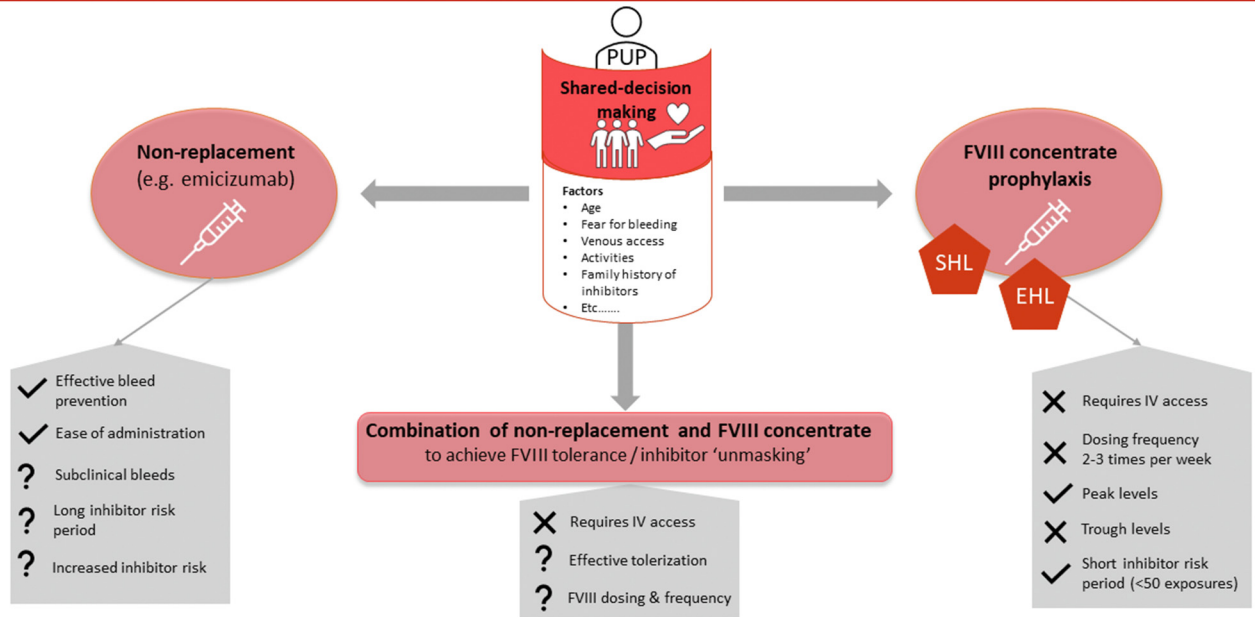 PUP
Shared-decision
making
Factors
• Age
• Fear for bleeding
• Venous access
• Activities
• Family history of
inhibitors
• Etc.......
Non-replacement
(e.g. emicizumab)
FVIII concentrate
prophylaxis
SHL
EHL
Effective bleed
prevention
Ease of administration
? Subclinical bleeds
? Long inhibitor risk
period
? Increased inhibitor risk
Combination of non-replacement and FVIII concentrate
to achieve FVIII tolerance / inhibitor ‘unmasking’
Requires IV access
? Effective tolerization
? FVIII dosing & frequency
Requires IV access
Dosing frequency
2-3 times per week
Peak levels
Trough levels
Short inhibitor risk
period (<50 exposures)